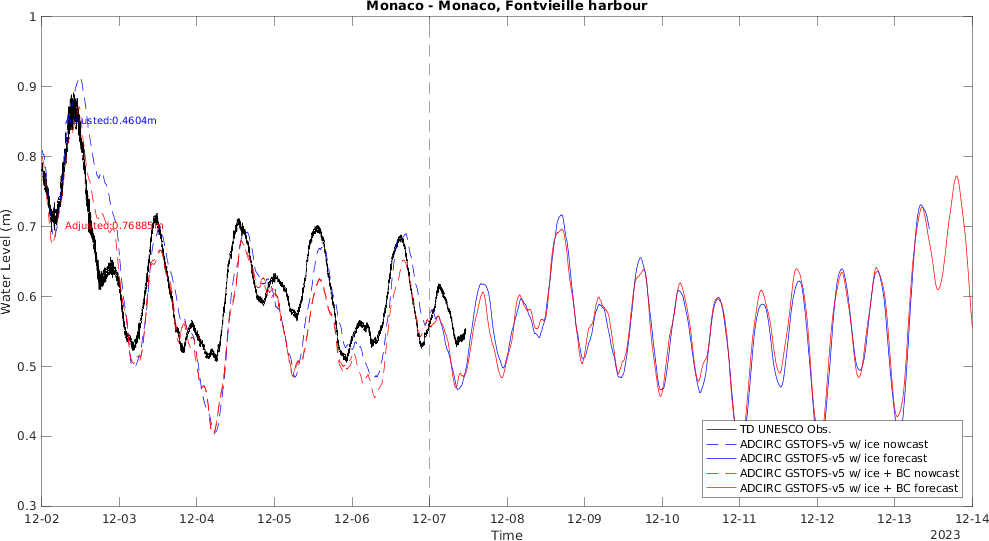 Monaco - Monaco, Fontvieille harbour
1
0.9
0.8
0.7
0.6
0.5
0.4
0.3
Water Level (m)
Adjusted:0.4604m
Adjusted:0.76885m
TD UNESCO Obs.
ADCIRC GSTOFS-v5 w/ ice nowcast
ADCIRC GSTOFS-v5 w/ ice forecast
ADCIRC GSTOFS-v5 w/ ice + BC nowcast
ADCIRC GSTOFS-v5 w/ ice + BC forecast
12-02 12-03 12-04 12-05 12-06 12-07 12-08 12-09 12-10 12-11 12-12 12-13 12-14
Time
2023